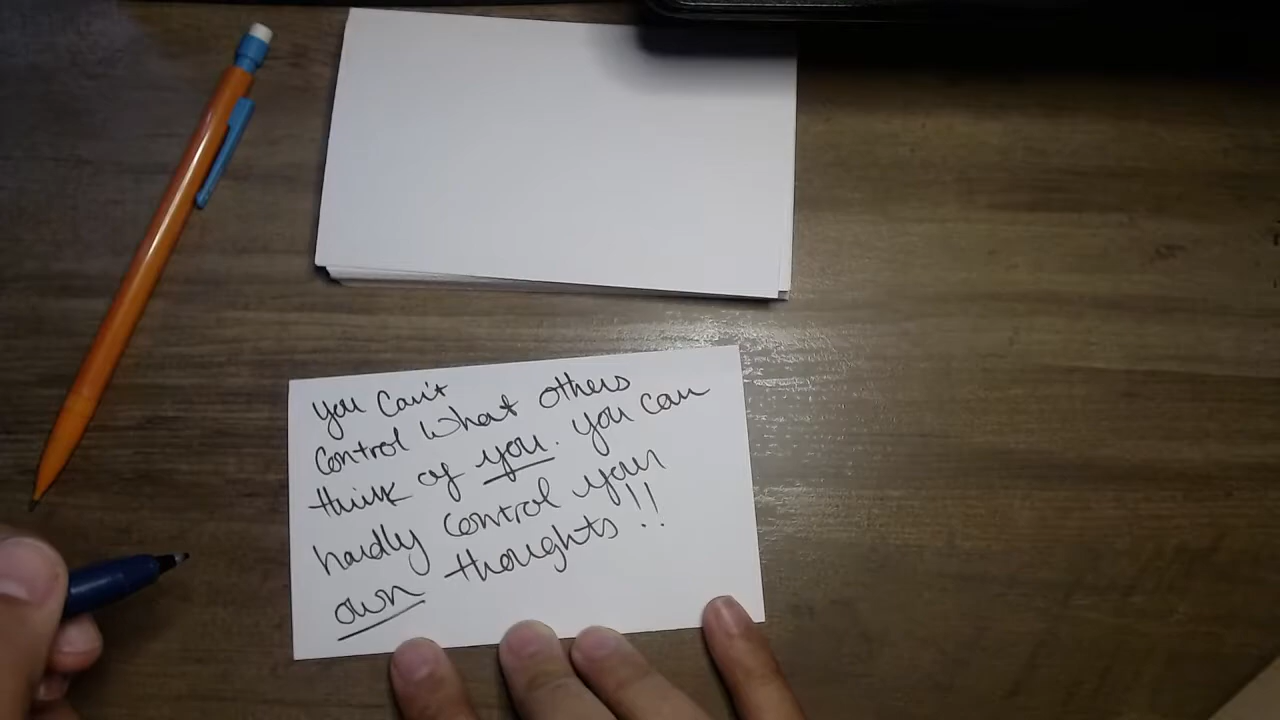 you can't
control what others
think of you. you can
hardly control your
own thoughts!!